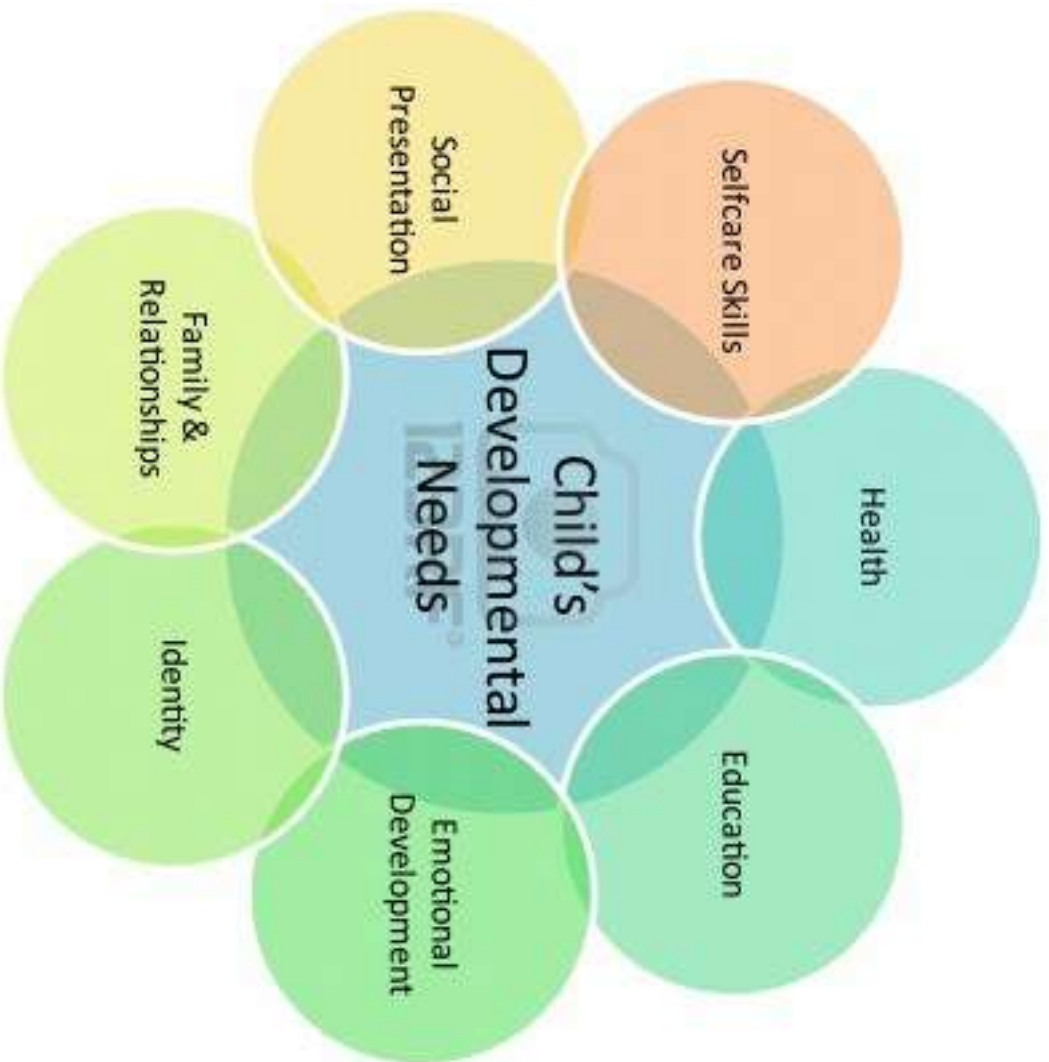 Child's
Developmental
Needs
Health
Education
Emotional
Development
Identity
Family &
Relationships
Social
Presentation
Selfcare Skills